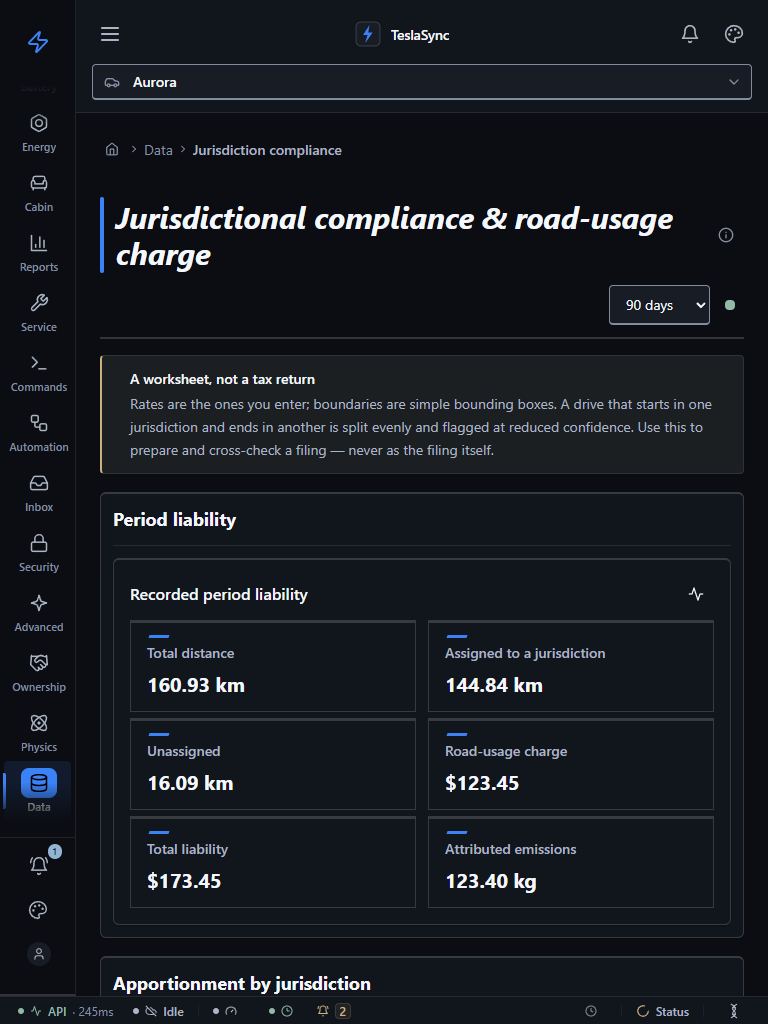 TeslaSync
Aurora
Data
Jurisdiction compliance
Jurisdictional compliance & road-usage
charge
90 days
A worksheet, not a tax return
Rates are the ones you enter; boundaries are simple bounding boxes. A drive that starts in one
jurisdiction and ends in another is split evenly and flagged at reduced confidence. Use this to
prepare and cross-check a filing — never as the filing itself.
Period liability
Recorded period liability
Total distance
160.93 km
Assigned to a jurisdiction
144.84 km
Unassigned
16.09 km
Road-usage charge
$123.45
Total liability
$173.45
Attributed emissions
123.40 kg
Apportionment by jurisdiction
Energy
Cabin
Reports
Service
Commands
Automation
Inbox
Security
Advanced
Ownership
Physics
Data
1
API · 245ms
Idle
2
Status